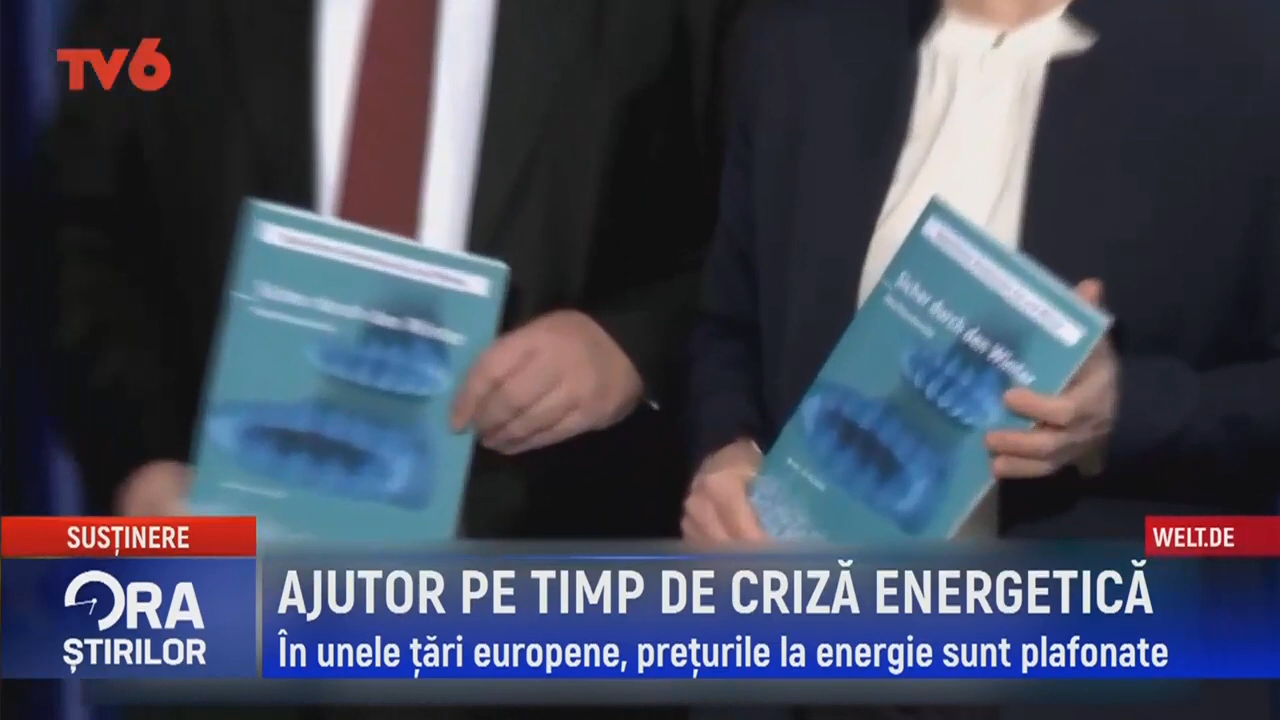 TV6
Sicher durch den Winter
SUSȚINERE
WELT.DE
ORA
ȘTIRILOR
AJUTOR PE TIMP DE CRIZĂ ENERGETICĂ
În unele țări europene, prețurile la energie sunt plafonate